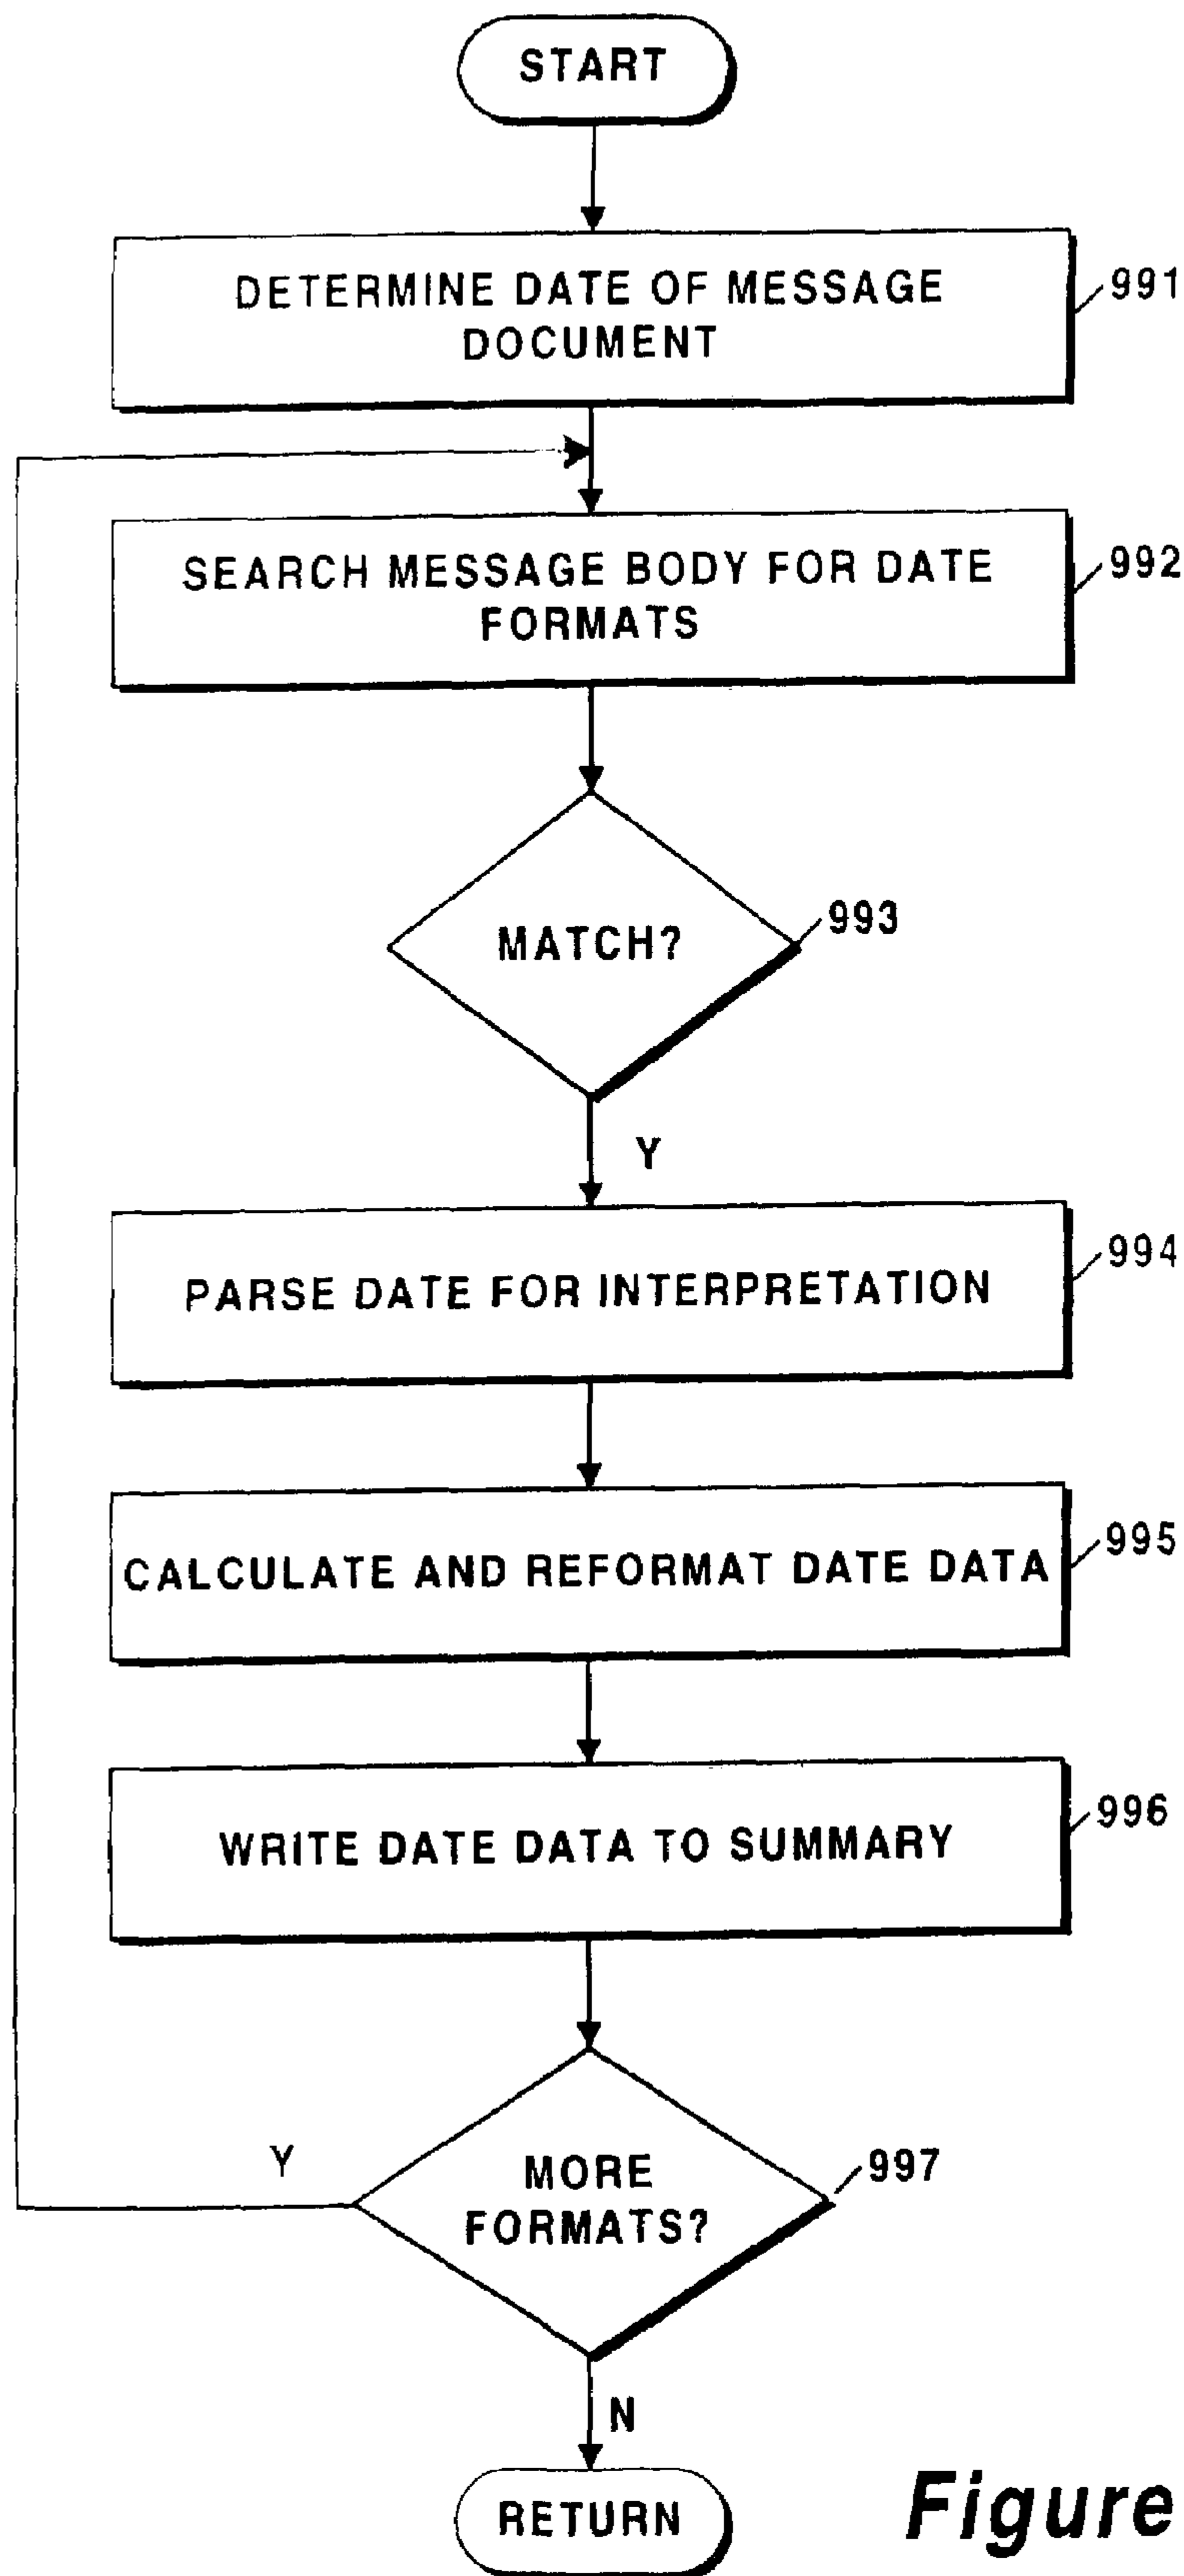 START
DETERMINE DATE OF MESSAGE
DOCUMENT
991
SEARCH MESSAGE BODY FOR DATE
FORMATS
992
MATCH?
993
Y
PARSE DATE FOR INTERPRETATION
994
CALCULATE AND REFORMAT DATE DATA
995
WRITE DATE DATA TO SUMMARY
996
MORE
FORMATS?
997
Y
N
RETURN
Figure